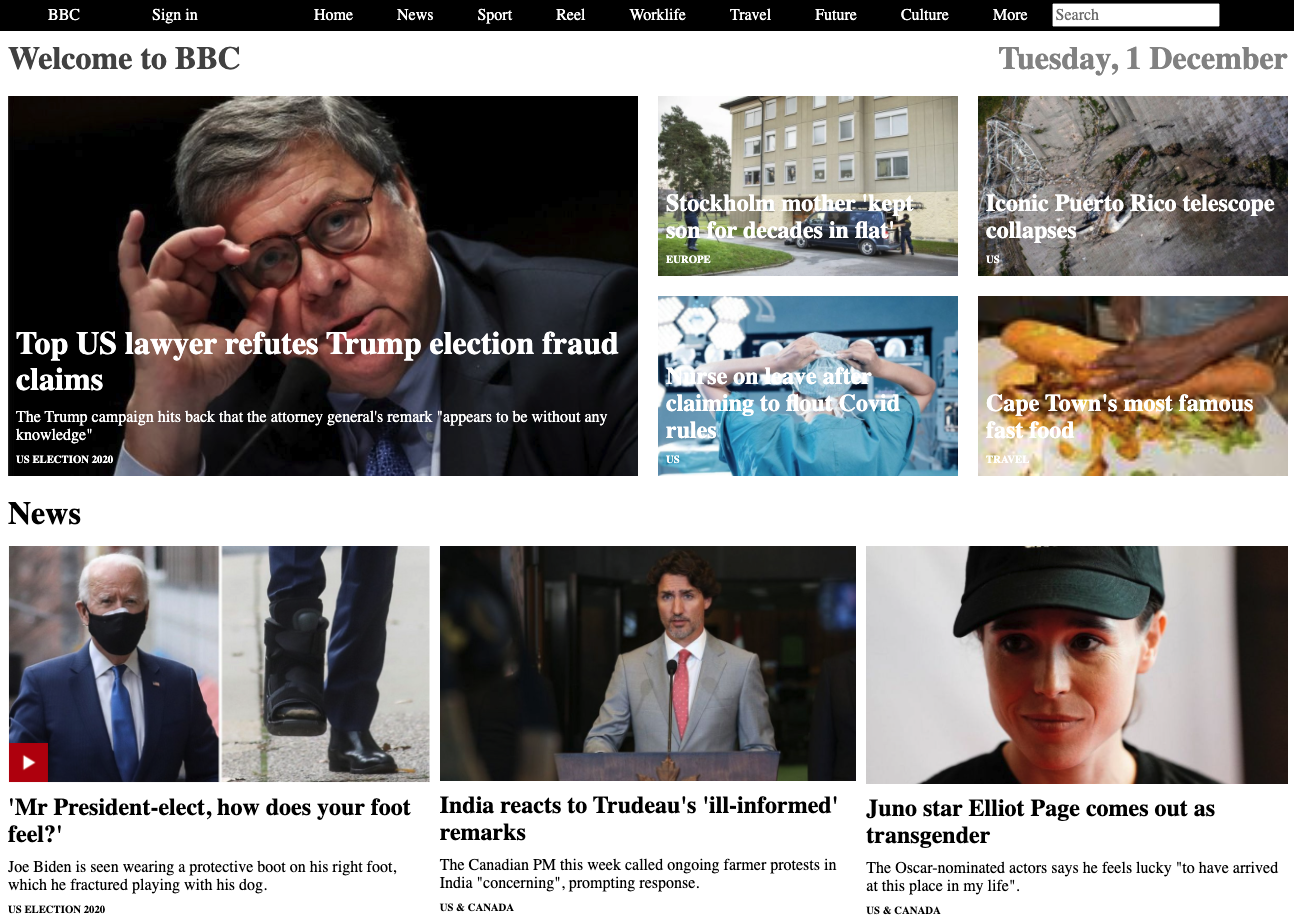 BBC Sign in Home News Sport Reel Worklife Travel Future Culture More Search
Welcome to BBC
Tuesday, 1 December
Top US lawyer refutes Trump election fraud
claims
The Trump campaign hits back that the attorney general's remark "appears to be without any
knowledge"
US ELECTION 2020
Stockholm mother 'kept
son for decades in flat'
EUROPE
Iconic Puerto Rico telescope
collapses
US
Nurse on leave after
claiming to flout Covid
rules
US
Cape Town's most famous
fast food
TRAVEL
News
'Mr President-elect, how does your foot
feel?'
Joe Biden is seen wearing a protective boot on his right foot,
which he fractured playing with his dog.
US ELECTION 2020
India reacts to Trudeau's 'ill-informed'
remarks
The Canadian PM this week called ongoing farmer protests in
India "concerning", prompting response.
US & CANADA
Juno star Elliot Page comes out as
transgender
The Oscar-nominated actors says he feels lucky "to have arrived
at this place in my life".
US & CANADA